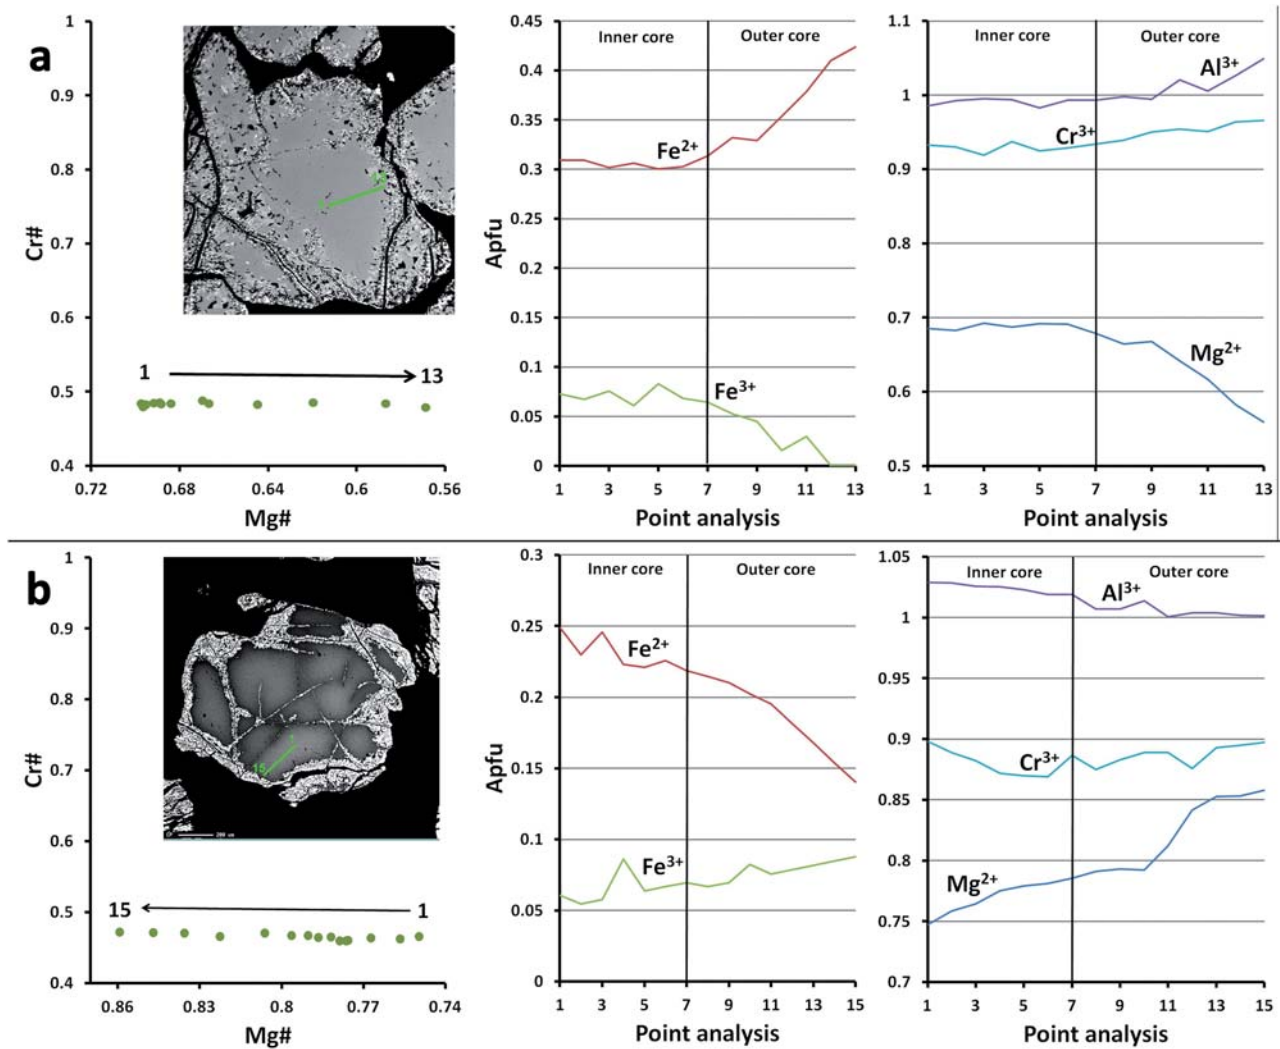 a
Cr#
1
0.9
0.8
0.7
0.6
0.5
0.4
1
13
0.72 0.68 0.64 0.6 0.56
Mg#
Apfu
0.45
0.4
0.35
0.3
0.25
0.2
0.15
0.1
0.05
0
Inner core Outer core
Fe2+
Fe3+
1 3 5 7 9 11 13
Point analysis
1.1
1
0.9
0.8
0.7
0.6
0.5
Inner core Outer core
Al3+
Cr3+
Mg2+
1 3 5 7 9 11 13
Point analysis
b
Cr#
1
0.9
0.8
0.7
0.6
0.5
0.4
15
15 1
0.86 0.83 0.8 0.77 0.74
Mg#
Apfu
0.3
0.25
0.2
0.15
0.1
0.05
0
Inner core Outer core
Fe2+
Fe3+
1 3 5 7 9 11 13 15
Point analysis
1.05
1
0.95
0.9
0.85
0.8
0.75
0.7
Inner core Outer core
Al3+
Cr3+
Mg2+
1 3 5 7 9 11 13 15
Point analysis